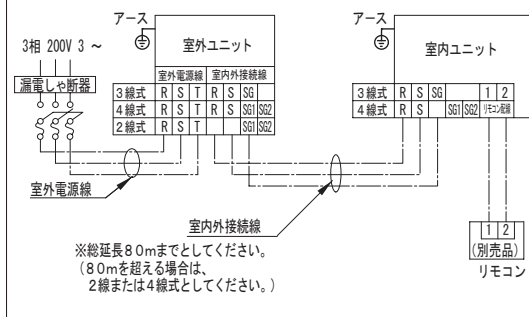 アース
3相 200V 3 ~
漏電しゃ断器
室外ユニット
室外電源線 室内外接続線
3線式 R S T R S SG
4線式 R S T R S SG1 SG2
2線式 R S T SG1 SG2
アース
室内ユニット
3線式 R S SG 1 2
4線式 R S SG1 SG2 リモコン配線
室外電源線
室内外接続線
※総延長80mまでとしてください。
(80mを超える場合は、
2線または4線式としてください。)
1 2
(別売品)
リモコン